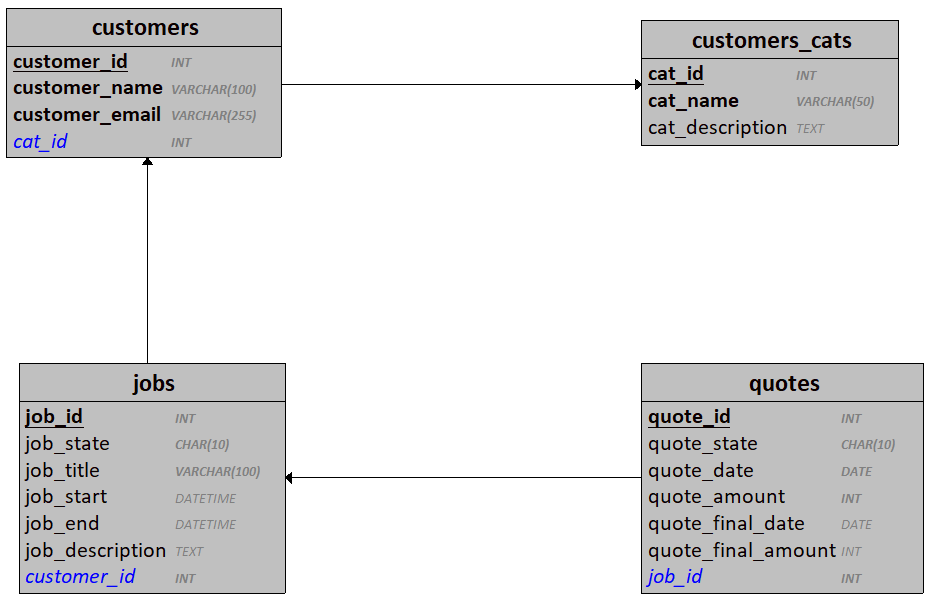 customers
customer_id INT
customer_name VARCHAR(100)
customer_email VARCHAR(255)
cat_id INT
customers_cats
cat_id INT
cat_name VARCHAR(50)
cat_description TEXT
jobs
job_id INT
job_state CHAR(10)
job_title VARCHAR(100)
job_start DATETIME
job_end DATETIME
job_description TEXT
customer_id INT
quotes
quote_id INT
quote_state CHAR(10)
quote_date DATE
quote_amount INT
quote_final_date DATE
quote_final_amount INT
job_id INT